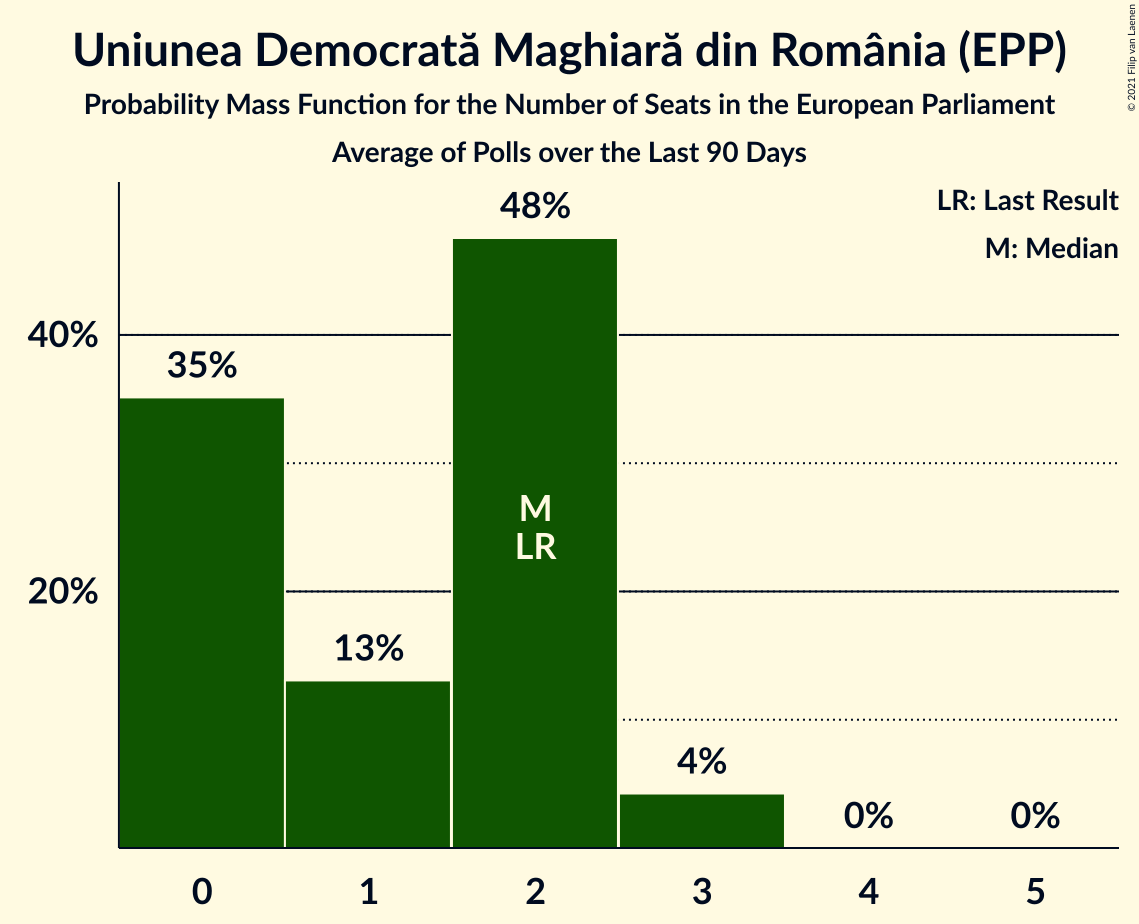 Uniunea Democrată Maghiară din România (EPP)
Probability Mass Function for the Number of Seats in the European Parliament
Average of Polls over the Last 90 Days
© 2021 Filip van Laenen
LR: Last Result
M: Median
48%
40%
35%
M
LR
20%
13%
4%
0%
0%
0
1
2
3
4
5